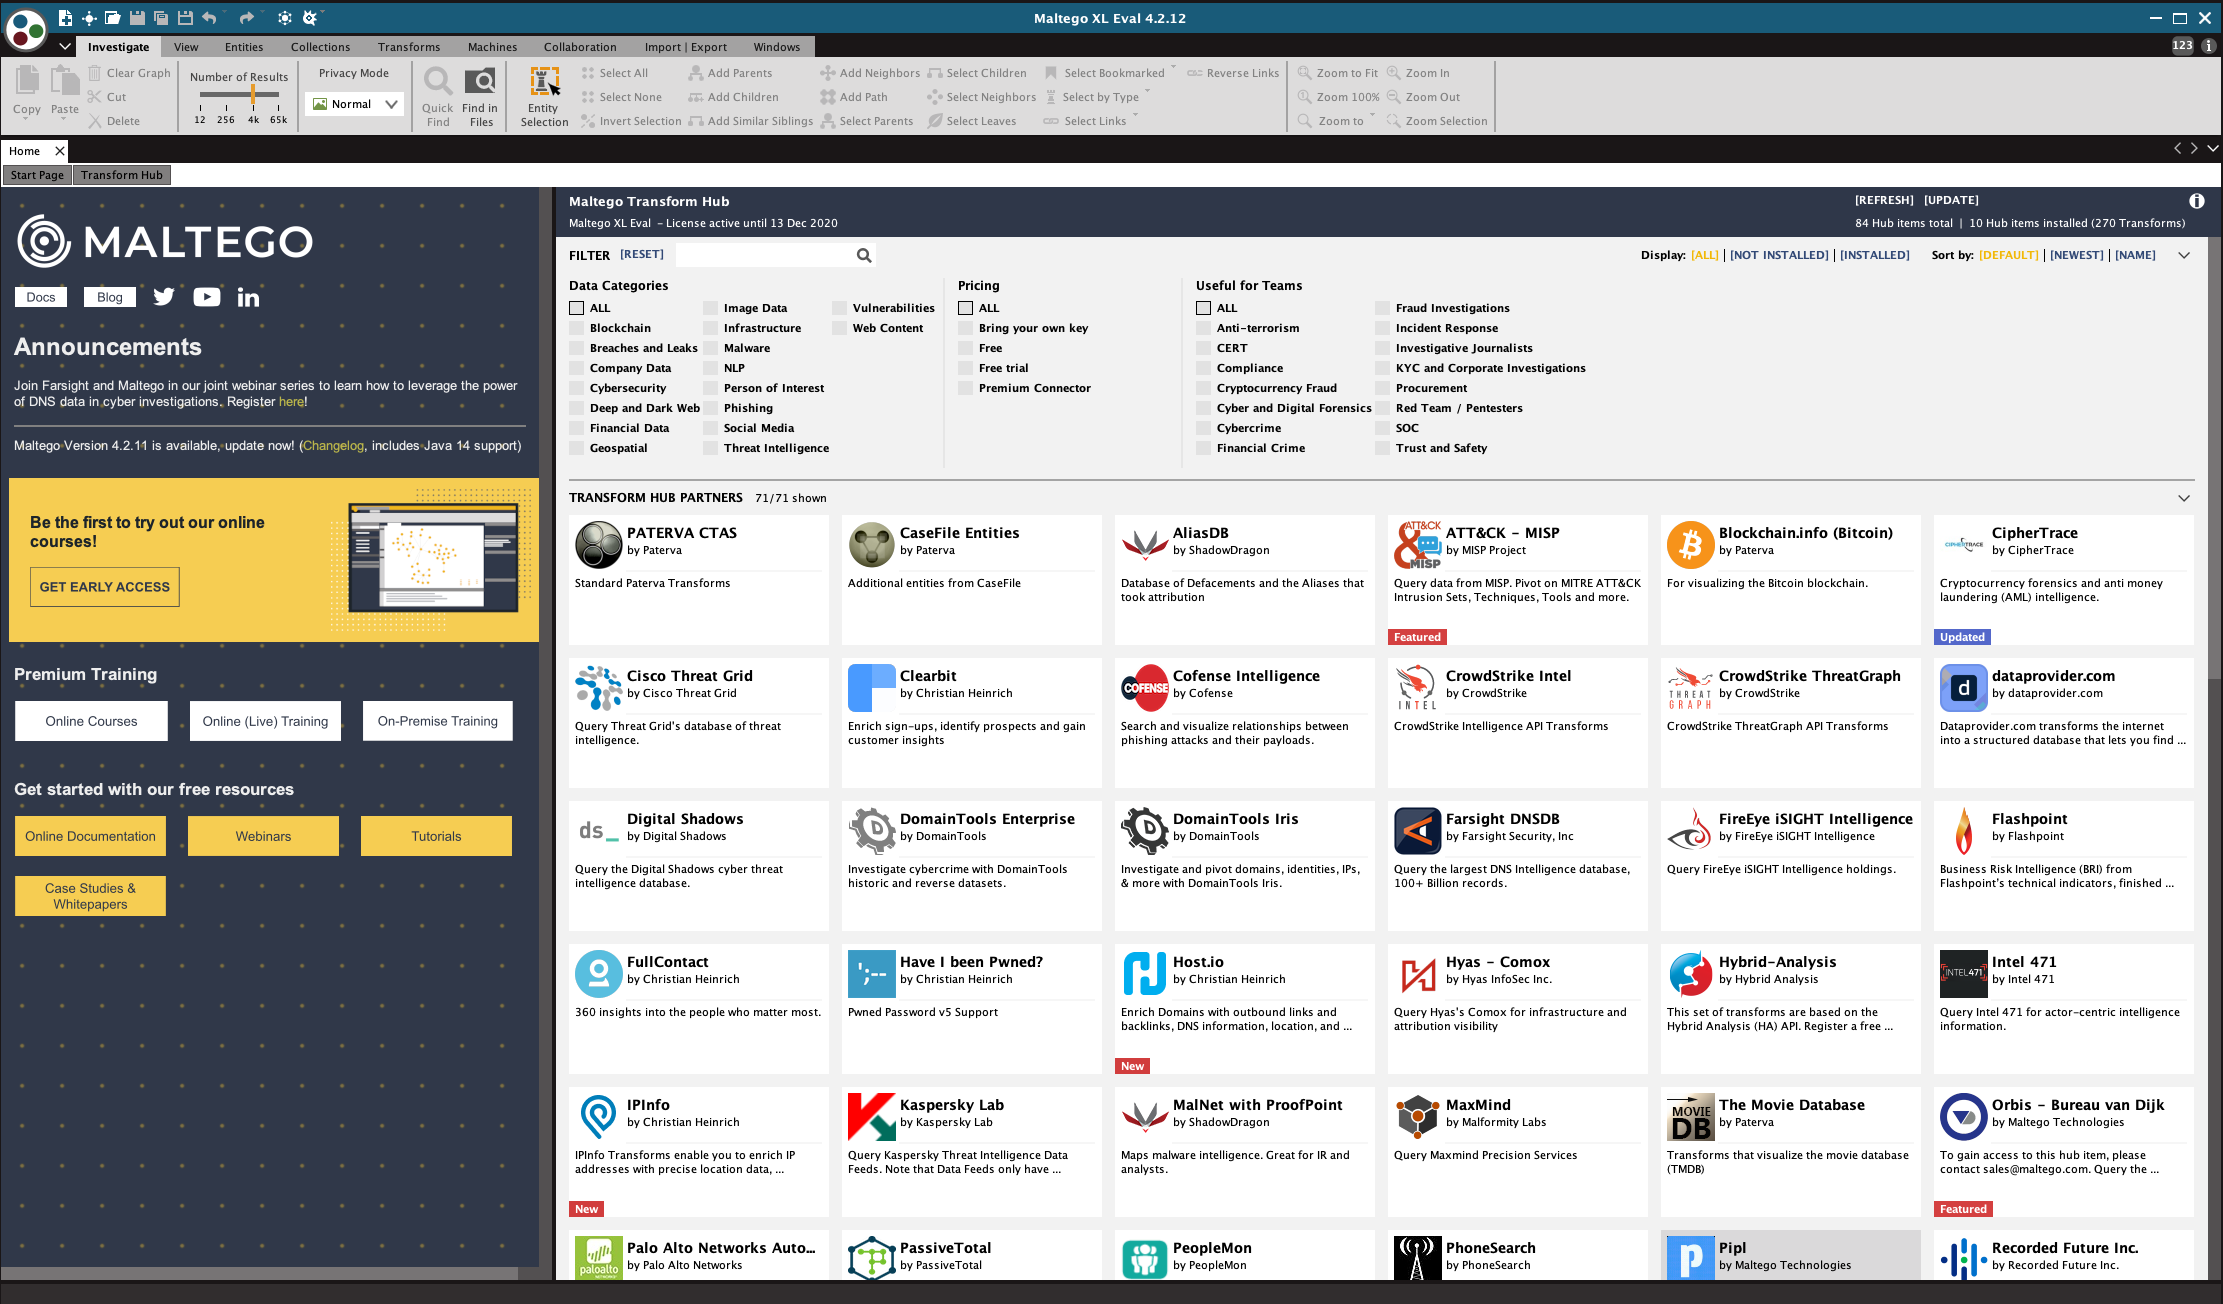 Maltego XL Eval 4.2.12
Investigate View Entities Collections Transforms Machines Collaboration Import | Export Windows
123
Copy Paste Clear Graph Cut Delete
Number of Results
12 256 4k 65k
Privacy Mode
Normal
Quick Find
Find in Files
Entity Selection
Select All Add Parents Add Neighbors Select Children Select Bookmarked Reverse Links Zoom to Fit Zoom In
Select None Add Children Add Path Select Neighbors Select by Type Zoom 100% Zoom Out
Invert Selection Add Similar Siblings Select Parents Select Leaves Select Links Zoom to Zoom Selection
Home
Start Page Transform Hub
MALTEGO
Docs Blog
Announcements
Join Farsight and Maltego in our joint webinar series to learn how to leverage the power
of DNS data in cyber investigations. Register here!
Maltego Version 4.2.11 is available, update now! (Changelog, includes Java 14 support)
Be the first to try out our online
courses!
GET EARLY ACCESS
Premium Training
Online Courses Online (Live) Training On-Premise Training
Get started with our free resources
Online Documentation Webinars Tutorials
Case Studies &
Whitepapers
Maltego Transform Hub
Maltego XL Eval - License active until 13 Dec 2020
[REFRESH] [UPDATE]
84 Hub items total | 10 Hub items installed (270 Transforms)
FILTER [RESET]
Display: [ALL] | [NOT INSTALLED] | [INSTALLED] Sort by: [DEFAULT] | [NEWEST] | [NAME]
Data Categories
ALL Image Data Vulnerabilities
Blockchain Infrastructure Web Content
Breaches and Leaks Malware
Company Data NLP
Cybersecurity Person of Interest
Deep and Dark Web Phishing
Financial Data Social Media
Geospatial Threat Intelligence
Pricing
ALL
Bring your own key
Free
Free trial
Premium Connector
Useful for Teams
ALL Fraud Investigations
Anti-terrorism Incident Response
CERT Investigative Journalists
Compliance KYC and Corporate Investigations
Cryptocurrency Fraud Procurement
Cyber and Digital Forensics Red Team / Pentesters
Cybercrime SOC
Financial Crime Trust and Safety
TRANSFORM HUB PARTNERS 71/71 shown
PATERVA CTAS
by Paterva
Standard Paterva Transforms
CaseFile Entities
by Paterva
Additional entities from CaseFile
AliasDB
by ShadowDragon
Database of Defacements and the Aliases that
took attribution
ATT&CK
&
MISP
ATT&CK - MISP
by MISP Project
Query data from MISP. Pivot on MITRE ATT&CK
Intrusion Sets, Techniques, Tools and more.
Featured
Blockchain.info (Bitcoin)
by Paterva
For visualizing the Bitcoin blockchain.
CIPHERTRACE
CipherTrace
by CipherTrace
Cryptocurrency forensics and anti money
laundering (AML) intelligence.
Updated
Cisco Threat Grid
by Cisco Threat Grid
Query Threat Grid's database of threat
intelligence.
Clearbit
by Christian Heinrich
Enrich sign-ups, identify prospects and gain
customer insights
COFENSE
Cofense Intelligence
by Cofense
Search and visualize relationships between
phishing attacks and their payloads.
INTEL
CrowdStrike Intel
by CrowdStrike
CrowdStrike Intelligence API Transforms
THREAT
GRAPH
CrowdStrike ThreatGraph
by CrowdStrike
CrowdStrike ThreatGraph API Transforms
d
dataprovider.com
by dataprovider.com
Dataprovider.com transforms the internet
into a structured database that lets you find ...
ds_
Digital Shadows
by Digital Shadows
Query the Digital Shadows cyber threat
intelligence database.
DomainTools Enterprise
by DomainTools
Investigate cybercrime with DomainTools
historic and reverse datasets.
DomainTools Iris
by DomainTools
Investigate and pivot domains, identities, IPs,
& more with DomainTools Iris.
Farsight DNSDB
by Farsight Security, Inc
Query the largest DNS Intelligence database,
100+ Billion records.
FireEye iSIGHT Intelligence
by FireEye iSIGHT Intelligence
Query FireEye iSIGHT Intelligence holdings.
Flashpoint
by Flashpoint
Business Risk Intelligence (BRI) from
Flashpoint's technical indicators, finished ...
FullContact
by Christian Heinrich
360 insights into the people who matter most.
';--
Have I been Pwned?
by Christian Heinrich
Pwned Password v5 Support
Host.io
by Christian Heinrich
Enrich Domains with outbound links and
backlinks, DNS information, location, and ...
New
Hyas - Comox
by Hyas InfoSec Inc.
Query Hyas's Comox for infrastructure and
attribution visibility
Hybrid-Analysis
by Hybrid Analysis
This set of transforms are based on the
Hybrid Analysis (HA) API. Register a free ...
INTEL471
Intel 471
by Intel 471
Query Intel 471 for actor-centric intelligence
information.
IPInfo
by Christian Heinrich
IPInfo Transforms enable you to enrich IP
addresses with precise location data, ...
New
Kaspersky Lab
by Kaspersky Lab
Query Kaspersky Threat Intelligence Data
Feeds. Note that Data Feeds only have ...
MalNet with ProofPoint
by ShadowDragon
Maps malware intelligence. Great for IR and
analysts.
MaxMind
by Malformity Labs
Query Maxmind Precision Services
MOVIE
DB
The Movie Database
by Paterva
Transforms that visualize the movie database
(TMDB)
Orbis - Bureau van Dijk
by Maltego Technologies
To gain access to this hub item, please
contact sales@maltego.com. Query the ...
Featured
paloalto
Palo Alto Networks Auto...
by Palo Alto Networks
PassiveTotal
by PassiveTotal
PeopleMon
by PeopleMon
PhoneSearch
by PhoneSearch
p
Pipl
by Maltego Technologies
Recorded Future Inc.
by Recorded Future Inc.